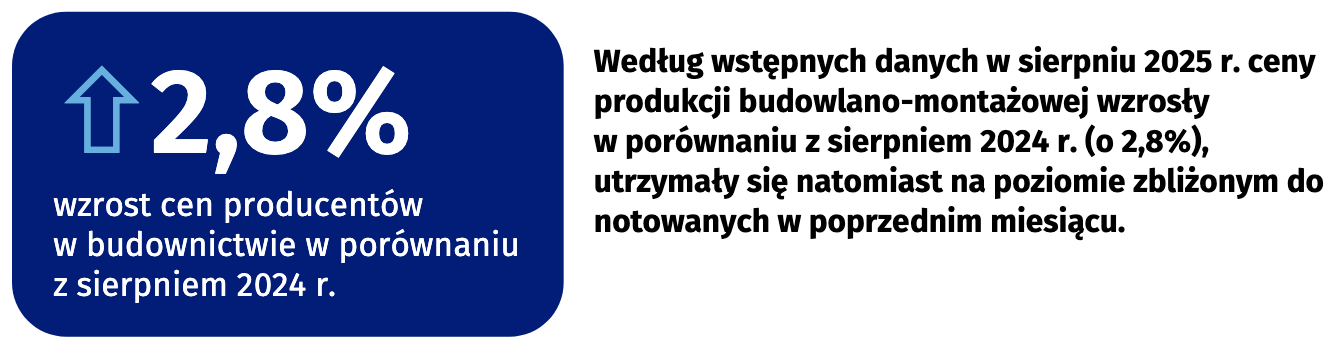 2,8%
wzrost cen producentów
w budownictwie w porównaniu
z sierpniem 2024 r.
Według wstępnych danych w sierpniu 2025 r. ceny
produkcji budowlano-montażowej wzrosły
w porównaniu z sierpniem 2024 r. (o 2,8%),
utrzymały się natomiast na poziomie zbliżonym do
notowanych w poprzednim miesiącu.